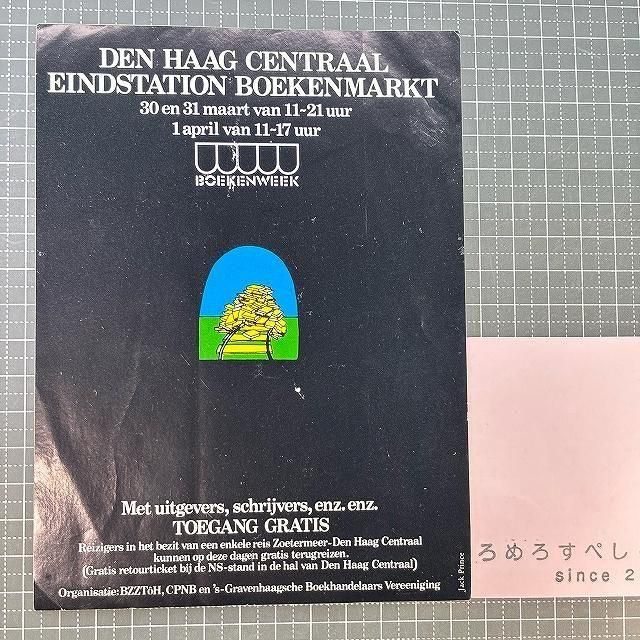 DEN HAAG CENTRAAL
EINDSTATION BOEKENMARKT
30 en 31 maart van 11-21 uur
1 april van 11-17 uur
BOEKENWEEK
Met uitgevers, schrijvers, enz. enz.
TOEGANG GRATIS
Reizigers in het bezit van een enkele reis Zoetermeer-Den Haag Centraal
kunnen op deze dagen gratis terugreizen.
(Gratis retourticket bij de NS-stand in de hal van Den Haag Centraal)
Organisatie: BZZTôH, CPNB en 's-Gravenhaagsche Boekhandelaars Vereeniging
Jack Prince
ろめろすぺし
since 2